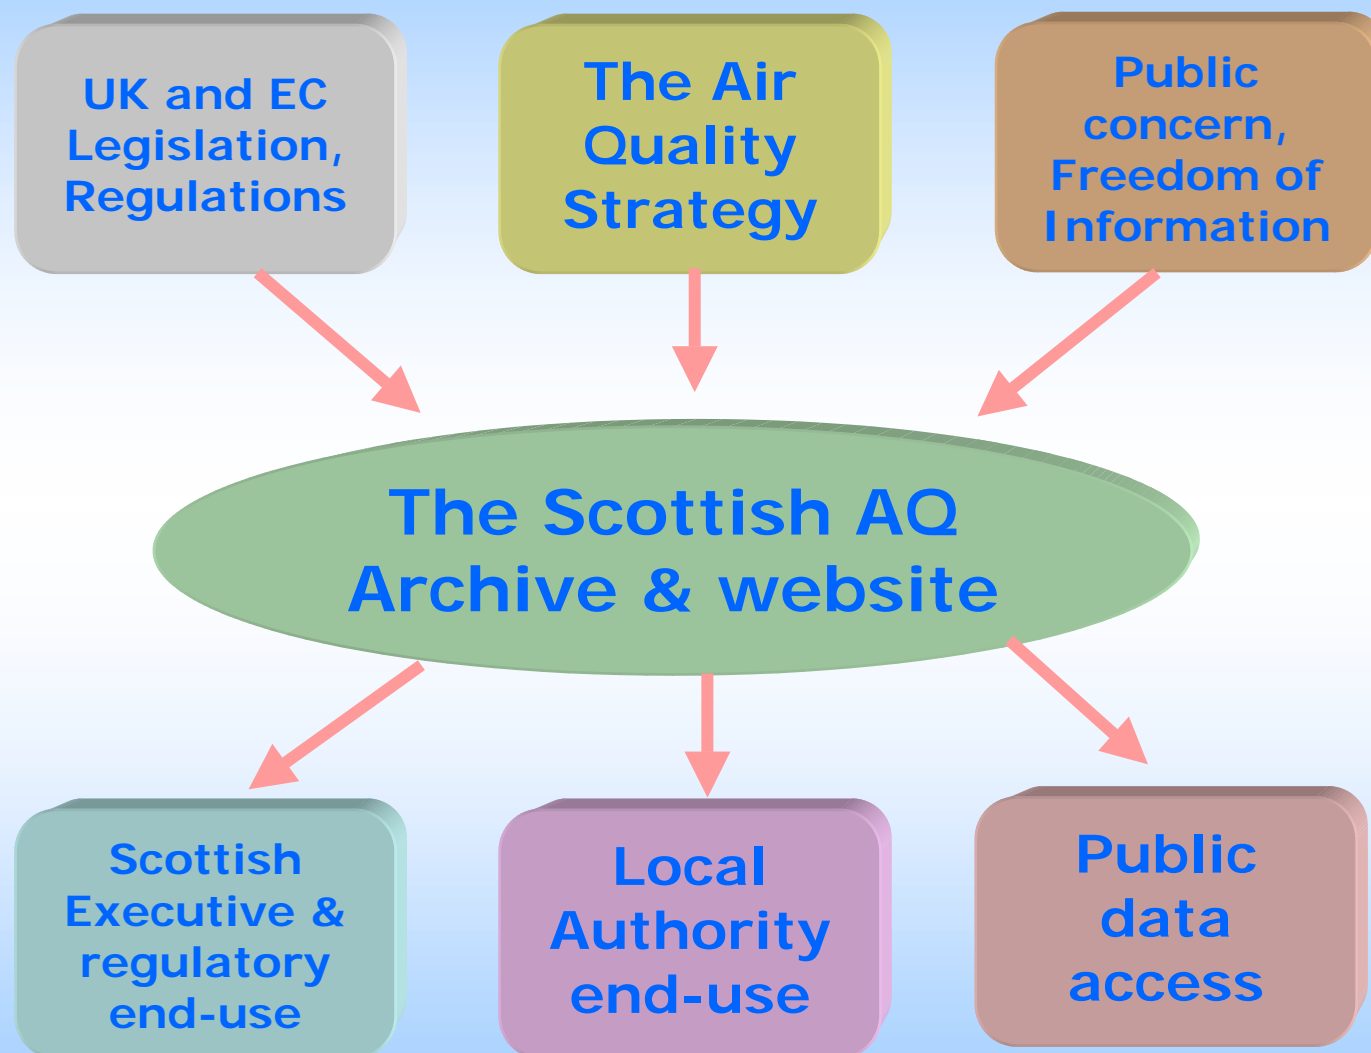 UK and EC
Legislation,
Regulations
The Air
Quality
Strategy
Public
concern,
Freedom of
Information
The Scottish AQ
Archive & website
Scottish
Executive &
regulatory
end-use
Local
Authority
end-use
Public
data
access